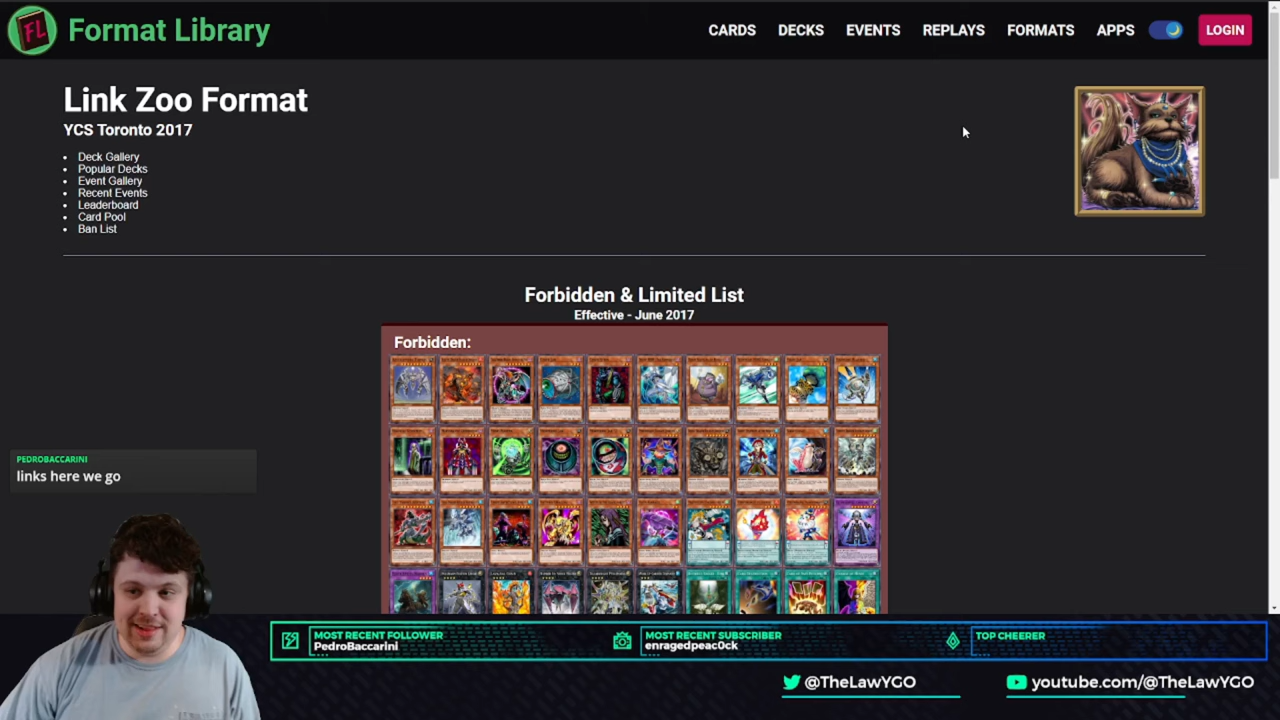 FL Format Library
CARDS DECKS EVENTS REPLAYS FORMATS APPS LOGIN
Link Zoo Format
YCS Toronto 2017
• Deck Gallery
• Popular Decks
• Event Gallery
• Recent Events
• Leaderboard
• Card Pool
• Ban List
Forbidden & Limited List
Effective - June 2017
Forbidden:
PEDROBACCARINI
links here we go
MOST RECENT FOLLOWER
PedroBaccarini
MOST RECENT SUBSCRIBER
enragedpeac0ck
TOP CHEERER
@TheLawYGO
youtube.com/@TheLawYGO